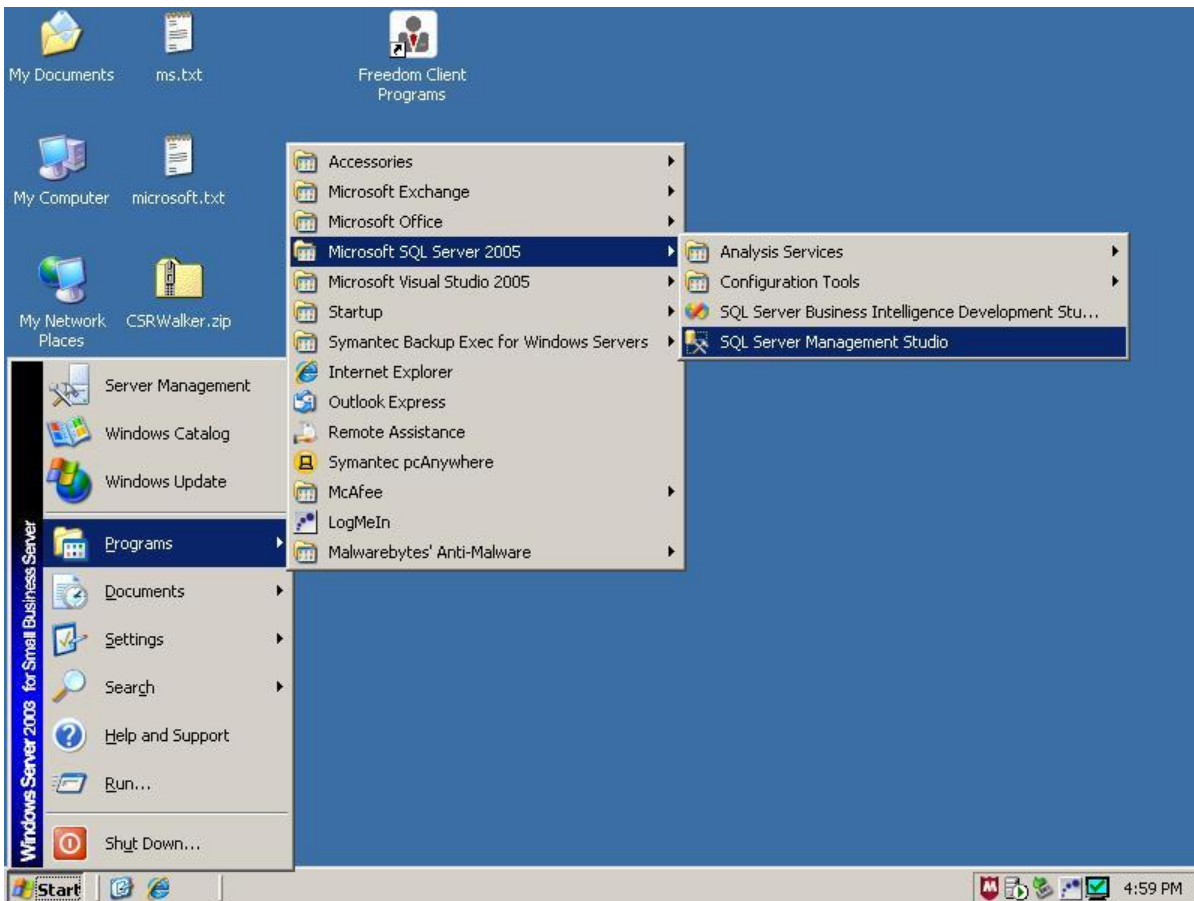 My Documents
ms.txt
Freedom Client
Programs
My Computer
microsoft.txt
My Network
Places
CSRWalker.zip
Accessories
Microsoft Exchange
Microsoft Office
Microsoft SQL Server 2005
Microsoft Visual Studio 2005
Startup
Symantec Backup Exec for Windows Servers
Internet Explorer
Outlook Express
Remote Assistance
Symantec pcAnywhere
McAfee
LogMeIn
Malwarebytes' Anti-Malware
Analysis Services
Configuration Tools
SQL Server Business Intelligence Development Stu...
SQL Server Management Studio
Server Management
Windows Catalog
Windows Update
Programs
Documents
Settings
Search
Help and Support
Run...
Shut Down...
Windows Server 2003 for Small Business Server
Start
4:59 PM